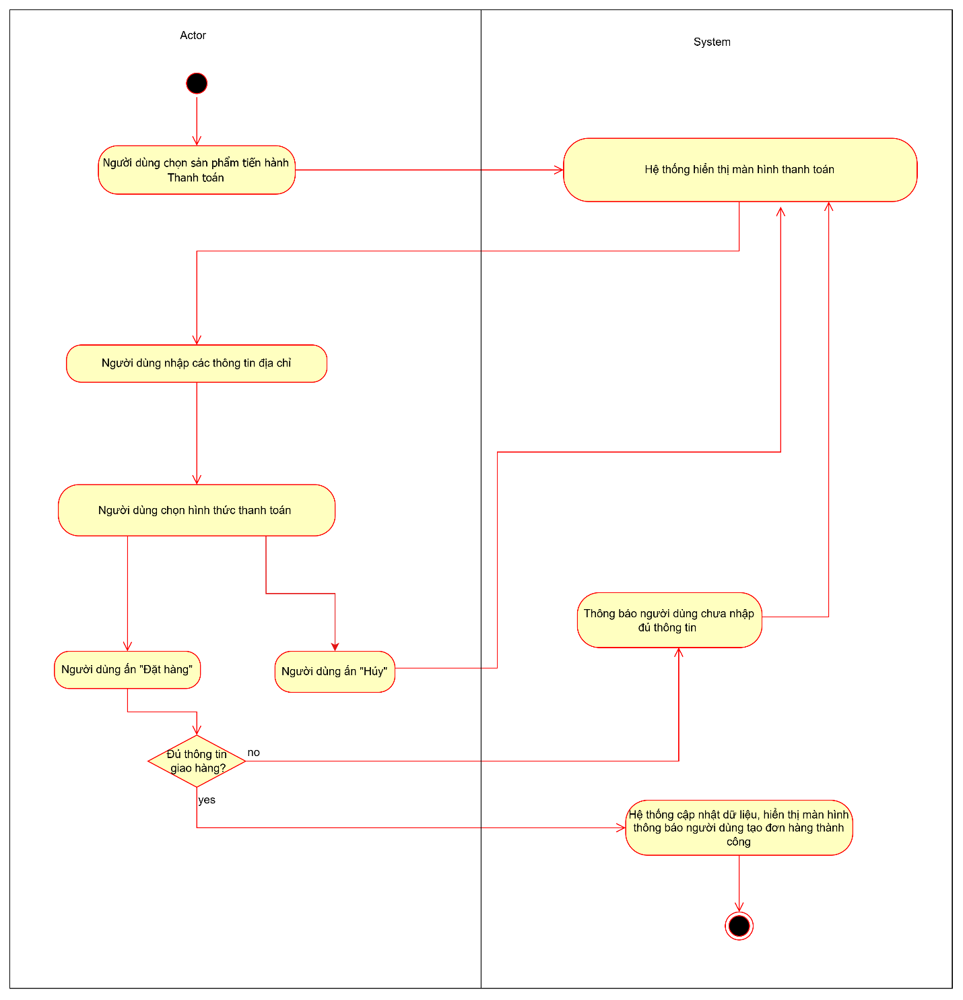 Actor
System
Người dùng chọn sản phẩm tiến hành
Thanh toán
Hệ thống hiển thị màn hình thanh toán
Người dùng nhập các thông tin địa chỉ
Người dùng chọn hình thức thanh toán
Thông báo người dùng chưa nhập
đủ thông tin
Người dùng ấn "Đặt hàng"
Người dùng ấn "Húy"
Đủ thông tin
giao hàng?
no
yes
Hệ thống cập nhật dữ liệu, hiển thị màn hình
thông báo người dùng tạo đơn hàng thành
công